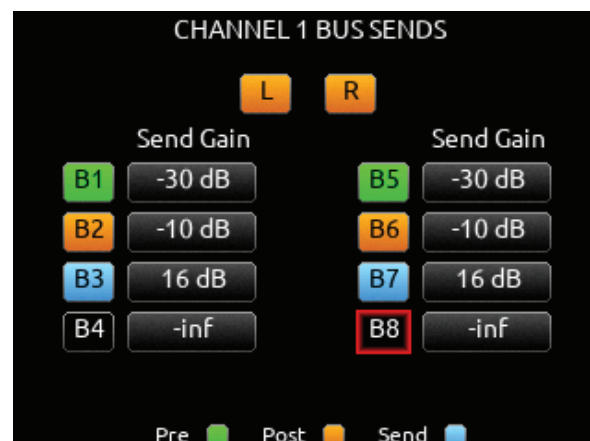 CHANNEL 1 BUS SENDS
L R
Send Gain Send Gain
B1 -30 dB B5 -30 dB
B2 -10 dB B6 -10 dB
B3 16 dB B7 16 dB
B4 -inf B8 -inf
Pre Post Send